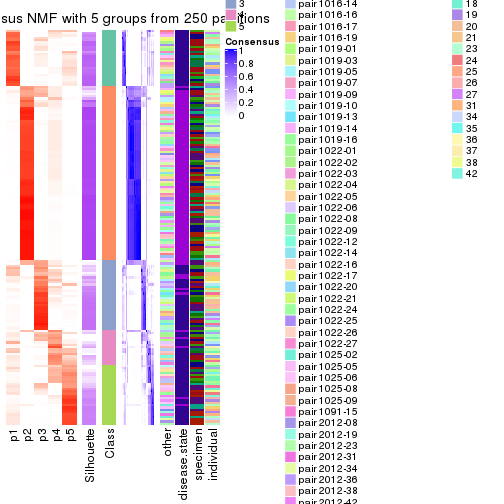 sus NMF with 5 groups from 250 partitions
3
4
5
Consensus
1
0.8
0.6
0.4
0.2
0
p1
p2
p3
p4
p5
Silhouette
Class
other
disease.state
specimen
individual
pair1016-14
pair1016-16
pair1016-17
pair1019-01
pair1019-03
pair1019-05
pair1019-07
pair1019-09
pair1019-10
pair1019-13
pair1019-14
pair1019-16
pair1022-01
pair1022-02
pair1022-03
pair1022-04
pair1022-05
pair1022-06
pair1022-08
pair1022-09
pair1022-12
pair1022-14
pair1022-16
pair1022-17
pair1022-20
pair1022-21
pair1022-24
pair1022-25
pair1022-26
pair1022-27
pair1025-02
pair1025-05
pair1025-06
pair1025-08
pair1025-09
pair1091-15
pair2012-08
pair2012-19
pair2012-23
pair2012-31
pair2012-34
pair2012-36
pair2012-38
pair2012-42
18
19
20
21
23
24
25
26
27
31
34
35
36
37
38
42